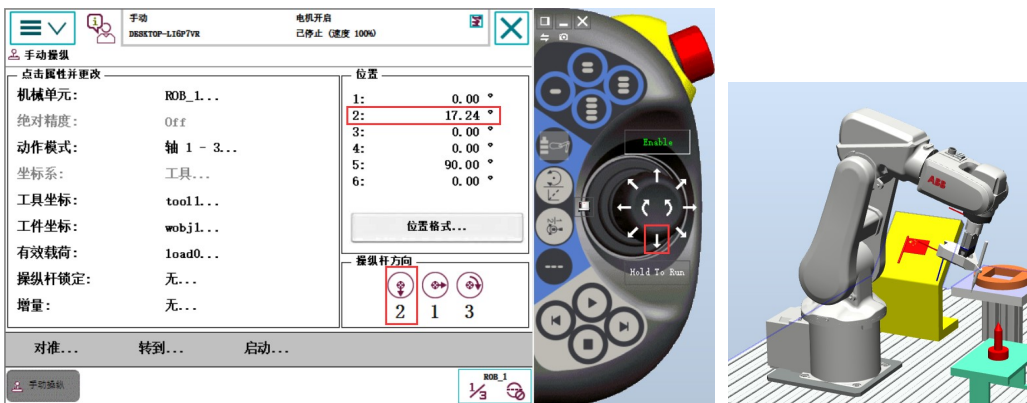 手动
DESKTOP-LI6P7VR
电机开启
已停止 (速度 100%)
手动操纵
点击属性并更改
机械单元: ROB_1...
绝对精度: Off
动作模式: 轴 1 - 3...
坐标系: 工具...
工具坐标: tool1...
工件坐标: wobj1...
有效载荷: load0...
操纵杆锁定: 无...
增量: 无...
位置
1: 0.00 °
2: 17.24 °
3: 0.00 °
4: 0.00 °
5: 90.00 °
6: 0.00 °
位置格式...
操纵杆方向
2 1 3
对准... 转到... 启动...
手动操纵
ROB_1
1/3
Enable
Hold To Run
ABB